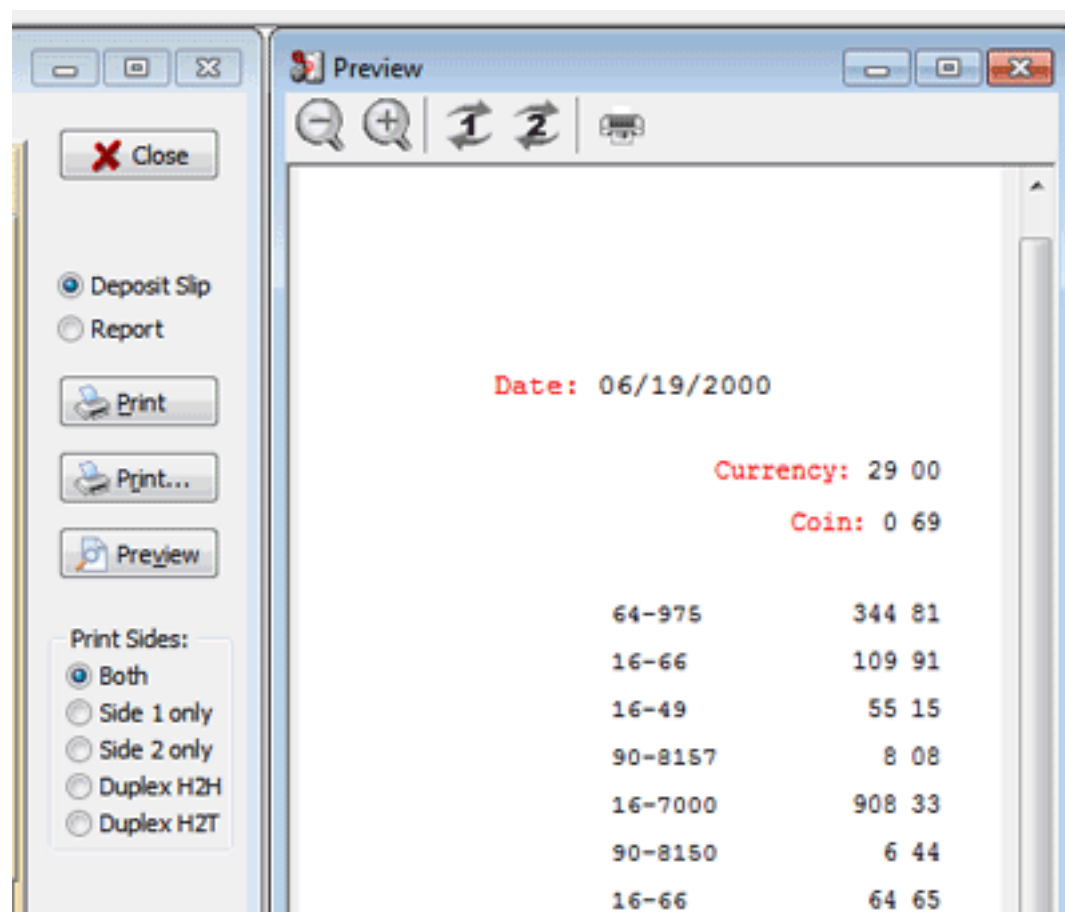 Close
Deposit Slip
Report
Print
Print...
Preview
Print Sides:
Both
Side 1 only
Side 2 only
Duplex H2H
Duplex H2T
Preview
1 2
Date: 06/19/2000
Currency: 29 00
Coin: 0 69
64-975 344 81
16-66 109 91
16-49 55 15
90-8157 8 08
16-7000 908 33
90-8150 6 44
16-66 64 65